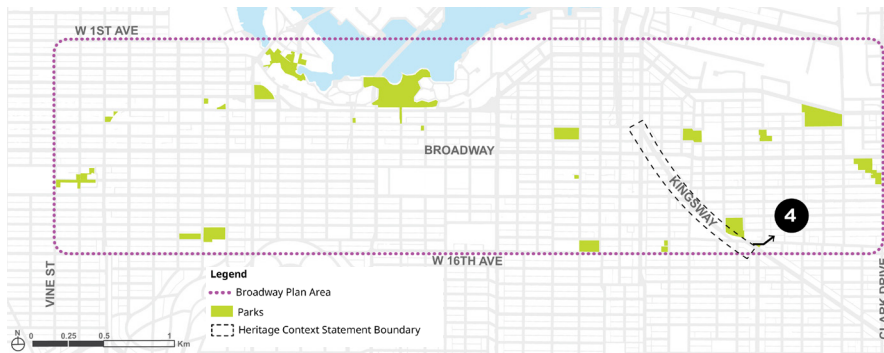 W 1ST AVE
BROADWAY
KINGSWAY
4
W 16TH AVE
VINE ST
CLARK DRIVE
Legend
Broadway Plan Area
Parks
Heritage Context Statement Boundary
N
0 0.25 0.5 1
Km